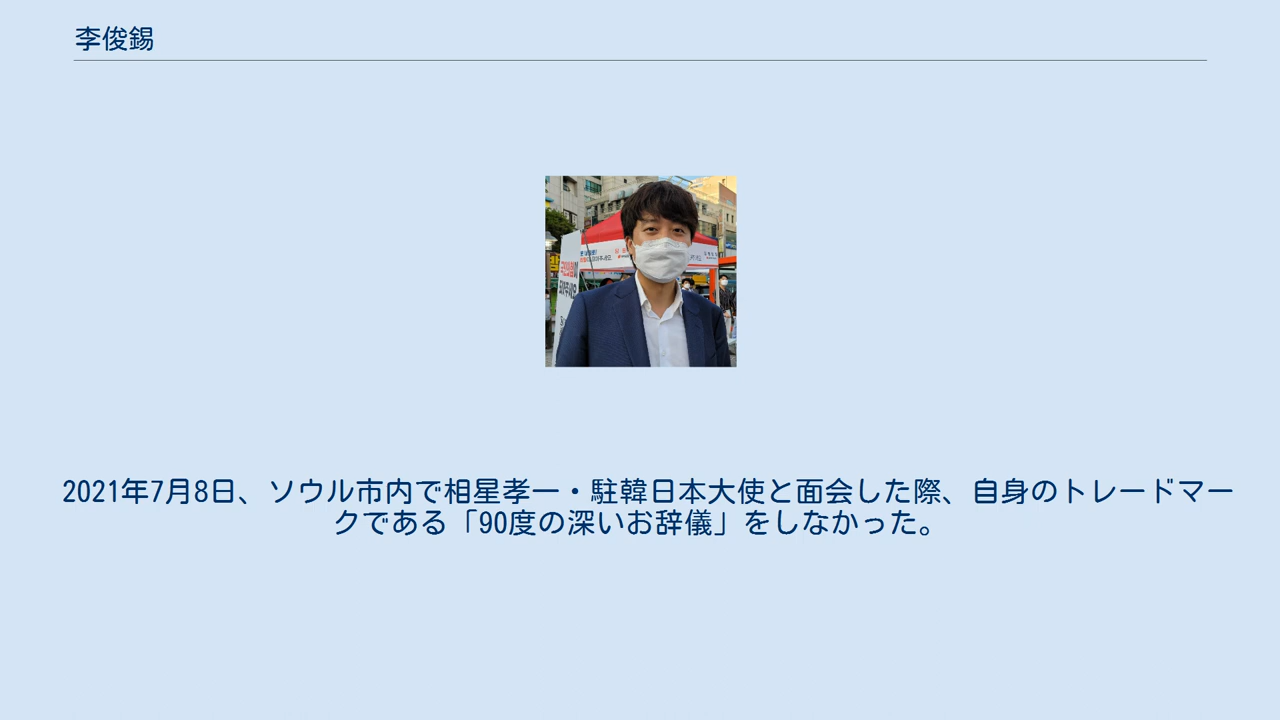 李俊錫
2021年7月8日、ソウル市内で相星孝一・駐韓日本大使と面会した際、自身のトレードマー
クである「90度の深いお辞儀」をしなかった。